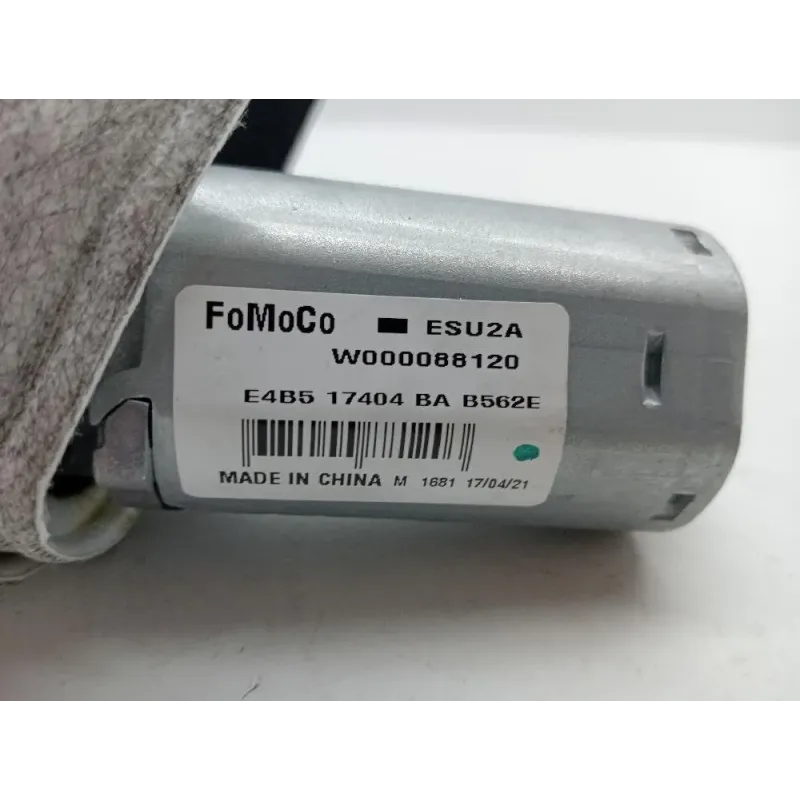 FoMoCo ESU2A
W000088120
E4B5 17404 BA B562E
MADE IN CHINA M 1681 17/04/21